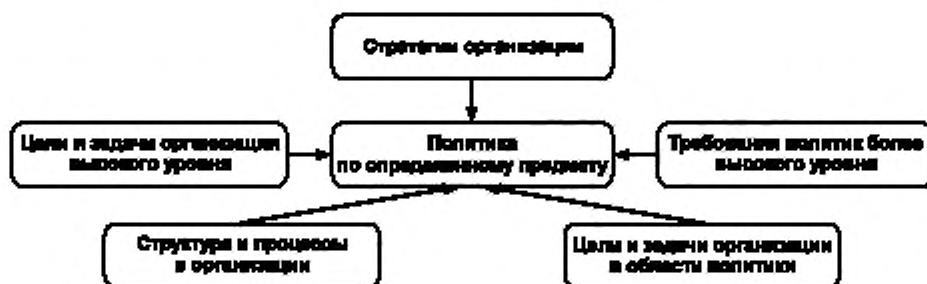 Стратегии организации
Цели и задачи организации
высокого уровня
Политика
по определенному предмету
Требования политик более
высокого уровня
Структура и процессы
в организации
Цели и задачи организации
в области политики